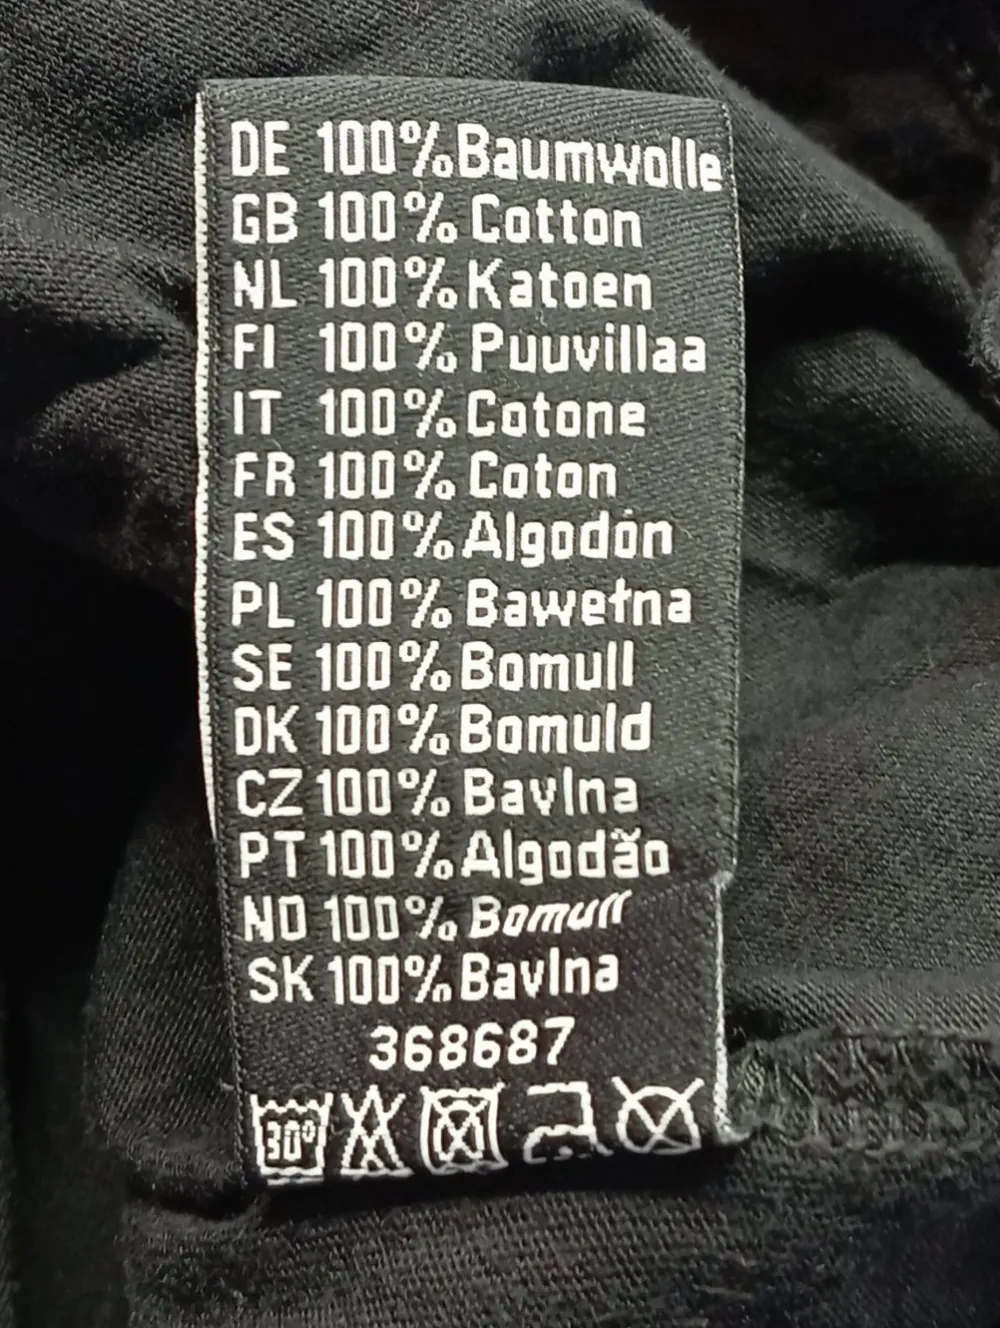 DE 100% Baumwolle
GB 100% Cotton
NL 100% Katoen
FI 100% Puuvillaa
IT 100% Cotone
FR 100% Coton
ES 100% Algodón
PL 100% Bawełna
SE 100% Bomull
DK 100% Bomuld
CZ 100% Bavlna
PT 100% Algodão
NO 100% Bomull
SK 100% Bavlna
368687
30°